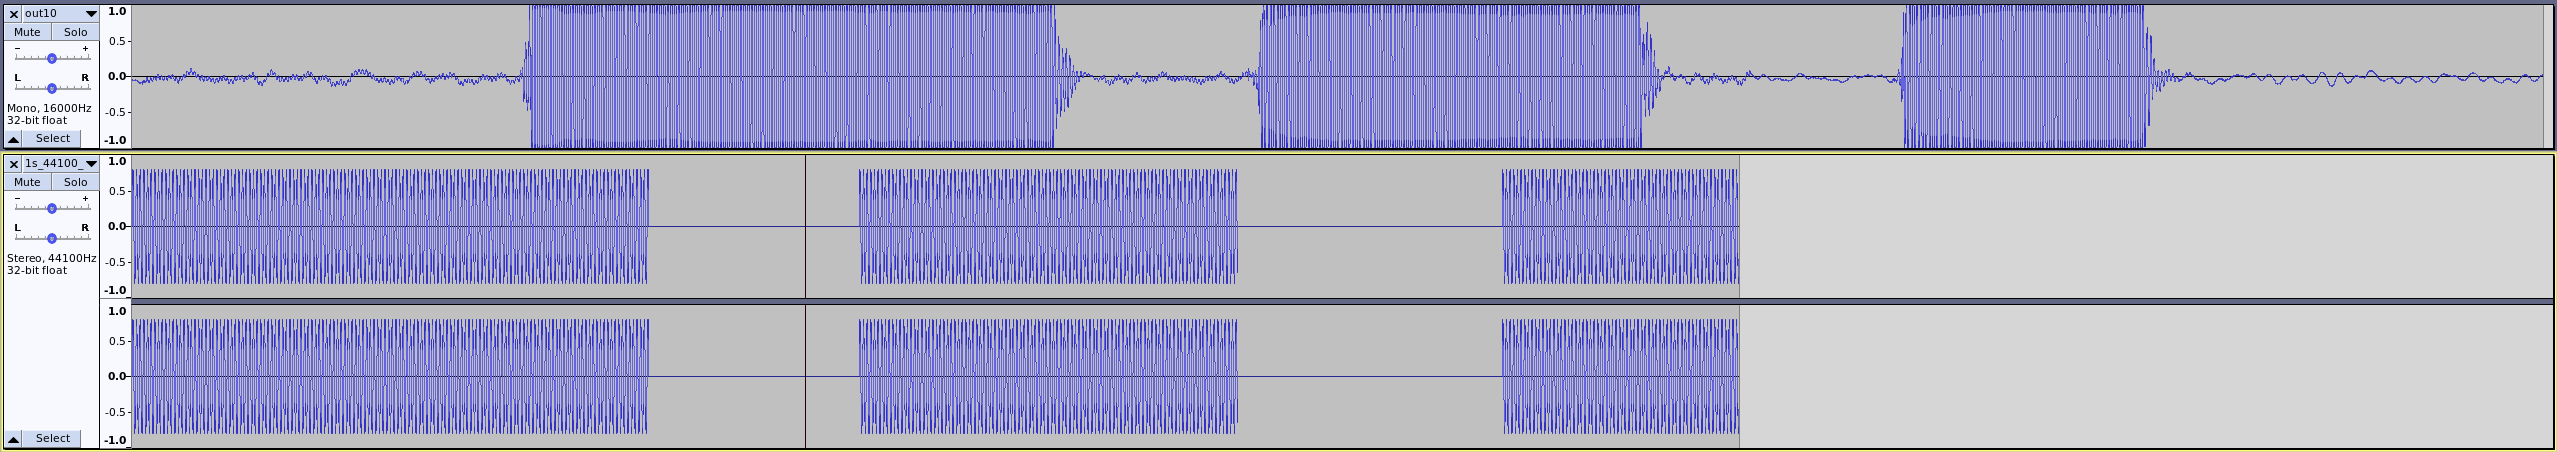 × out10 ▼
Mute Solo
- +
L R
Mono, 16000Hz
32-bit float
▲ Select
1.0
0.5
0.0
-0.5
-1.0
× 1s_44100_ ▼
Mute Solo
- +
L R
Stereo, 44100Hz
32-bit float
▲ Select
1.0
0.5
0.0
-0.5
-1.0
1.0
0.5
0.0
-0.5
-1.0